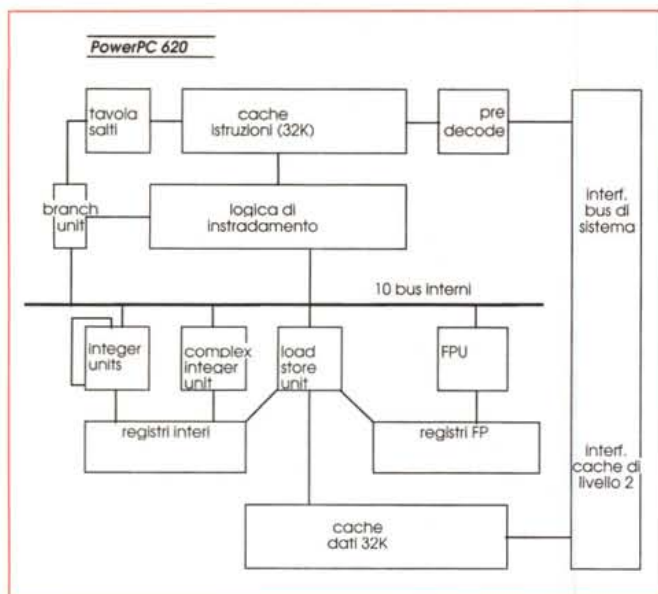 PowerPC 620
tavola
salti
cache
istruzioni (32K)
pre
decode
branch
unit
logica di
instradamento
interf.
bus di
sistema
10 bus interni
integer
units
complex
integer
unit
load
store
unit
FPU
registri interi
registri FP
interf.
cache di
livello 2
cache
dati 32K